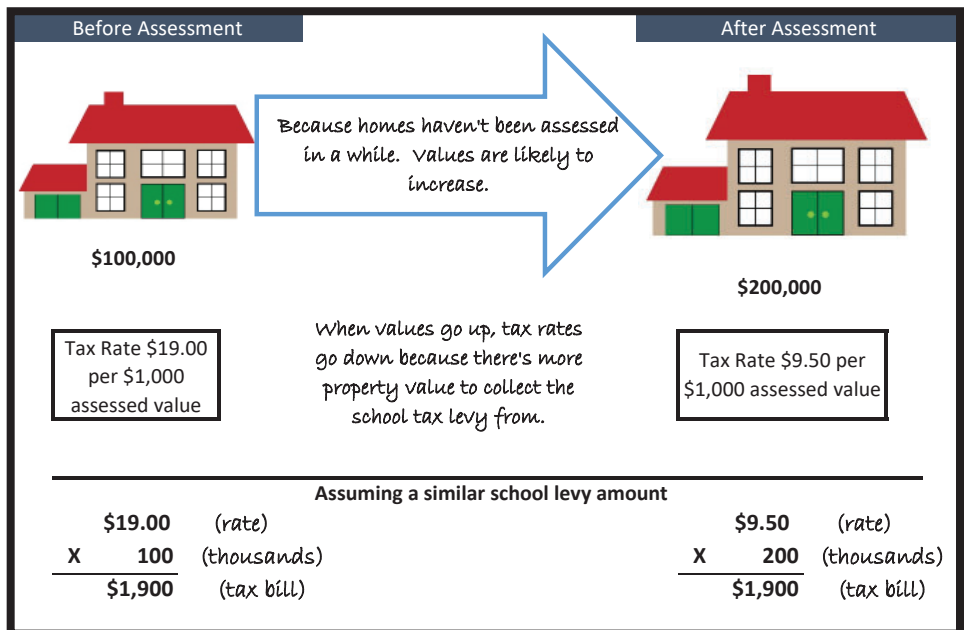 Before Assessment
After Assessment
Because homes haven't been assessed
in a while. Values are likely to
increase.
$100,000
$200,000
Tax Rate $19.00
per $1,000
assessed value
When values go up, tax rates
go down because there's more
property value to collect the
school tax levy from.
Tax Rate $9.50 per
$1,000 assessed value
Assuming a similar school levy amount
$19.00 (rate)
X 100 (thousands)
$1,900 (tax bill)
$9.50 (rate)
X 200 (thousands)
$1,900 (tax bill)